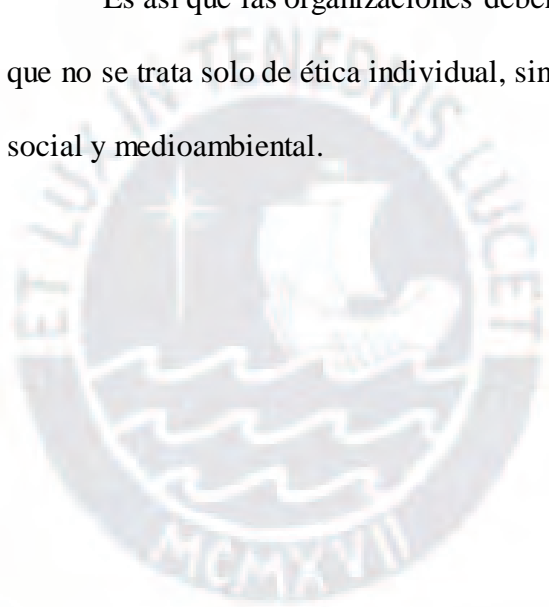 Es así que las organizaciones
que no se trata solo de ética individual,
social y medioambiental.
ET LUX IN TENEBRIS LUCET
MCMXVII